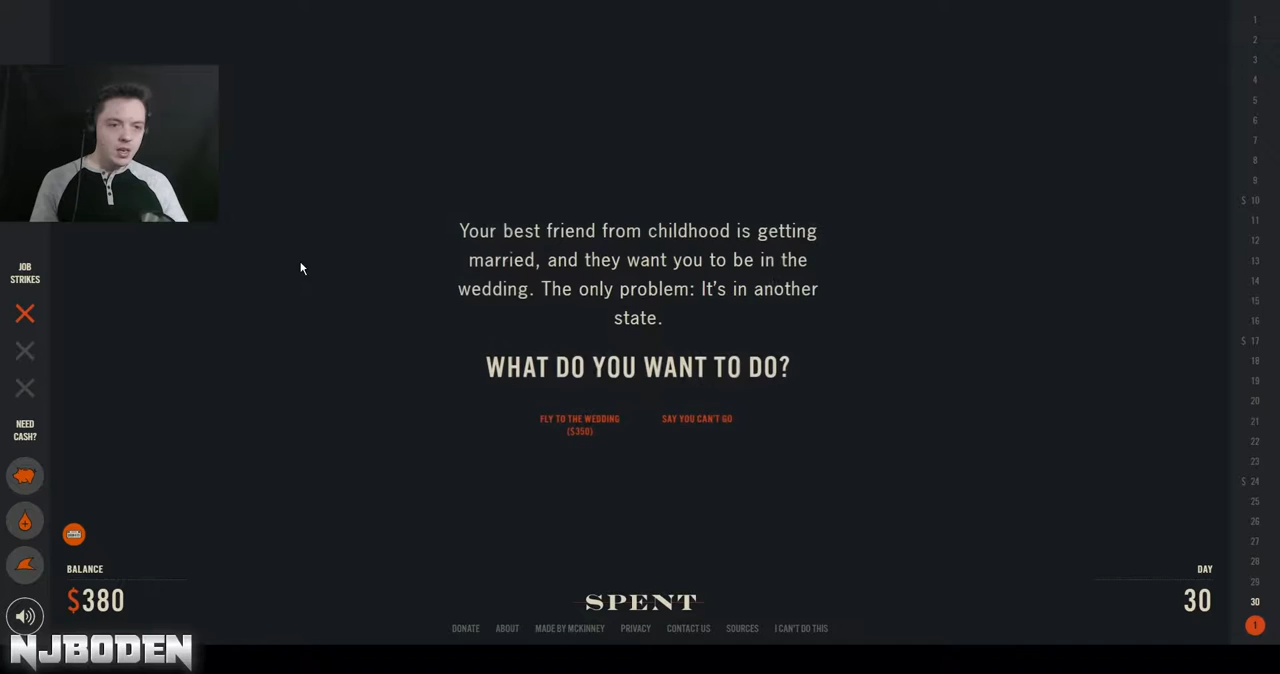 Your best friend from childhood is getting
married, and they want you to be in the
wedding. The only problem: It's in another
state.
WHAT DO YOU WANT TO DO?
FLY TO THE WEDDING
($350)
SAY YOU CAN'T GO
JOB
STRIKES
NEED
CASH?
BALANCE
$380
NJBODEN
SPENT
DONATE ABOUT MADE BY MCKINNEY PRIVACY CONTACT US SOURCES I CAN'T DO THIS
DAY
30
1
2
3
4
5
6
7
8
9
$ 10
11
12
13
14
15
16
$ 17
18
19
20
21
22
23
$ 24
25
26
27
28
29
30
1